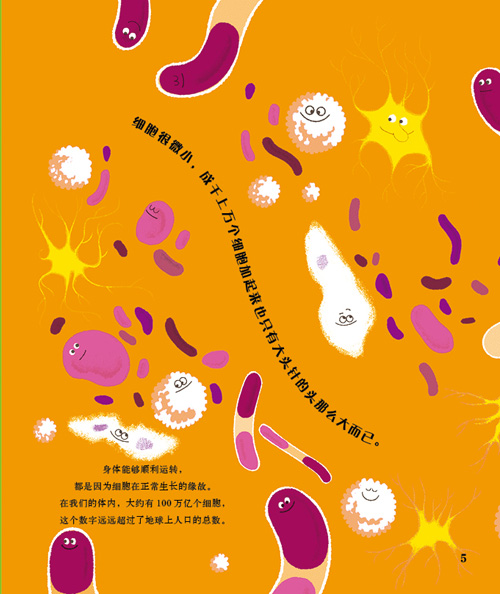 细胞很微小，成千上万个细胞加起来也只有大头针的头那么大而已。
身体能够顺利运转，
都是因为细胞在正常生长的缘故。
在我们的体内，大约有100万亿个细胞，
这个数字远远超过了地球上人口的总数。
5